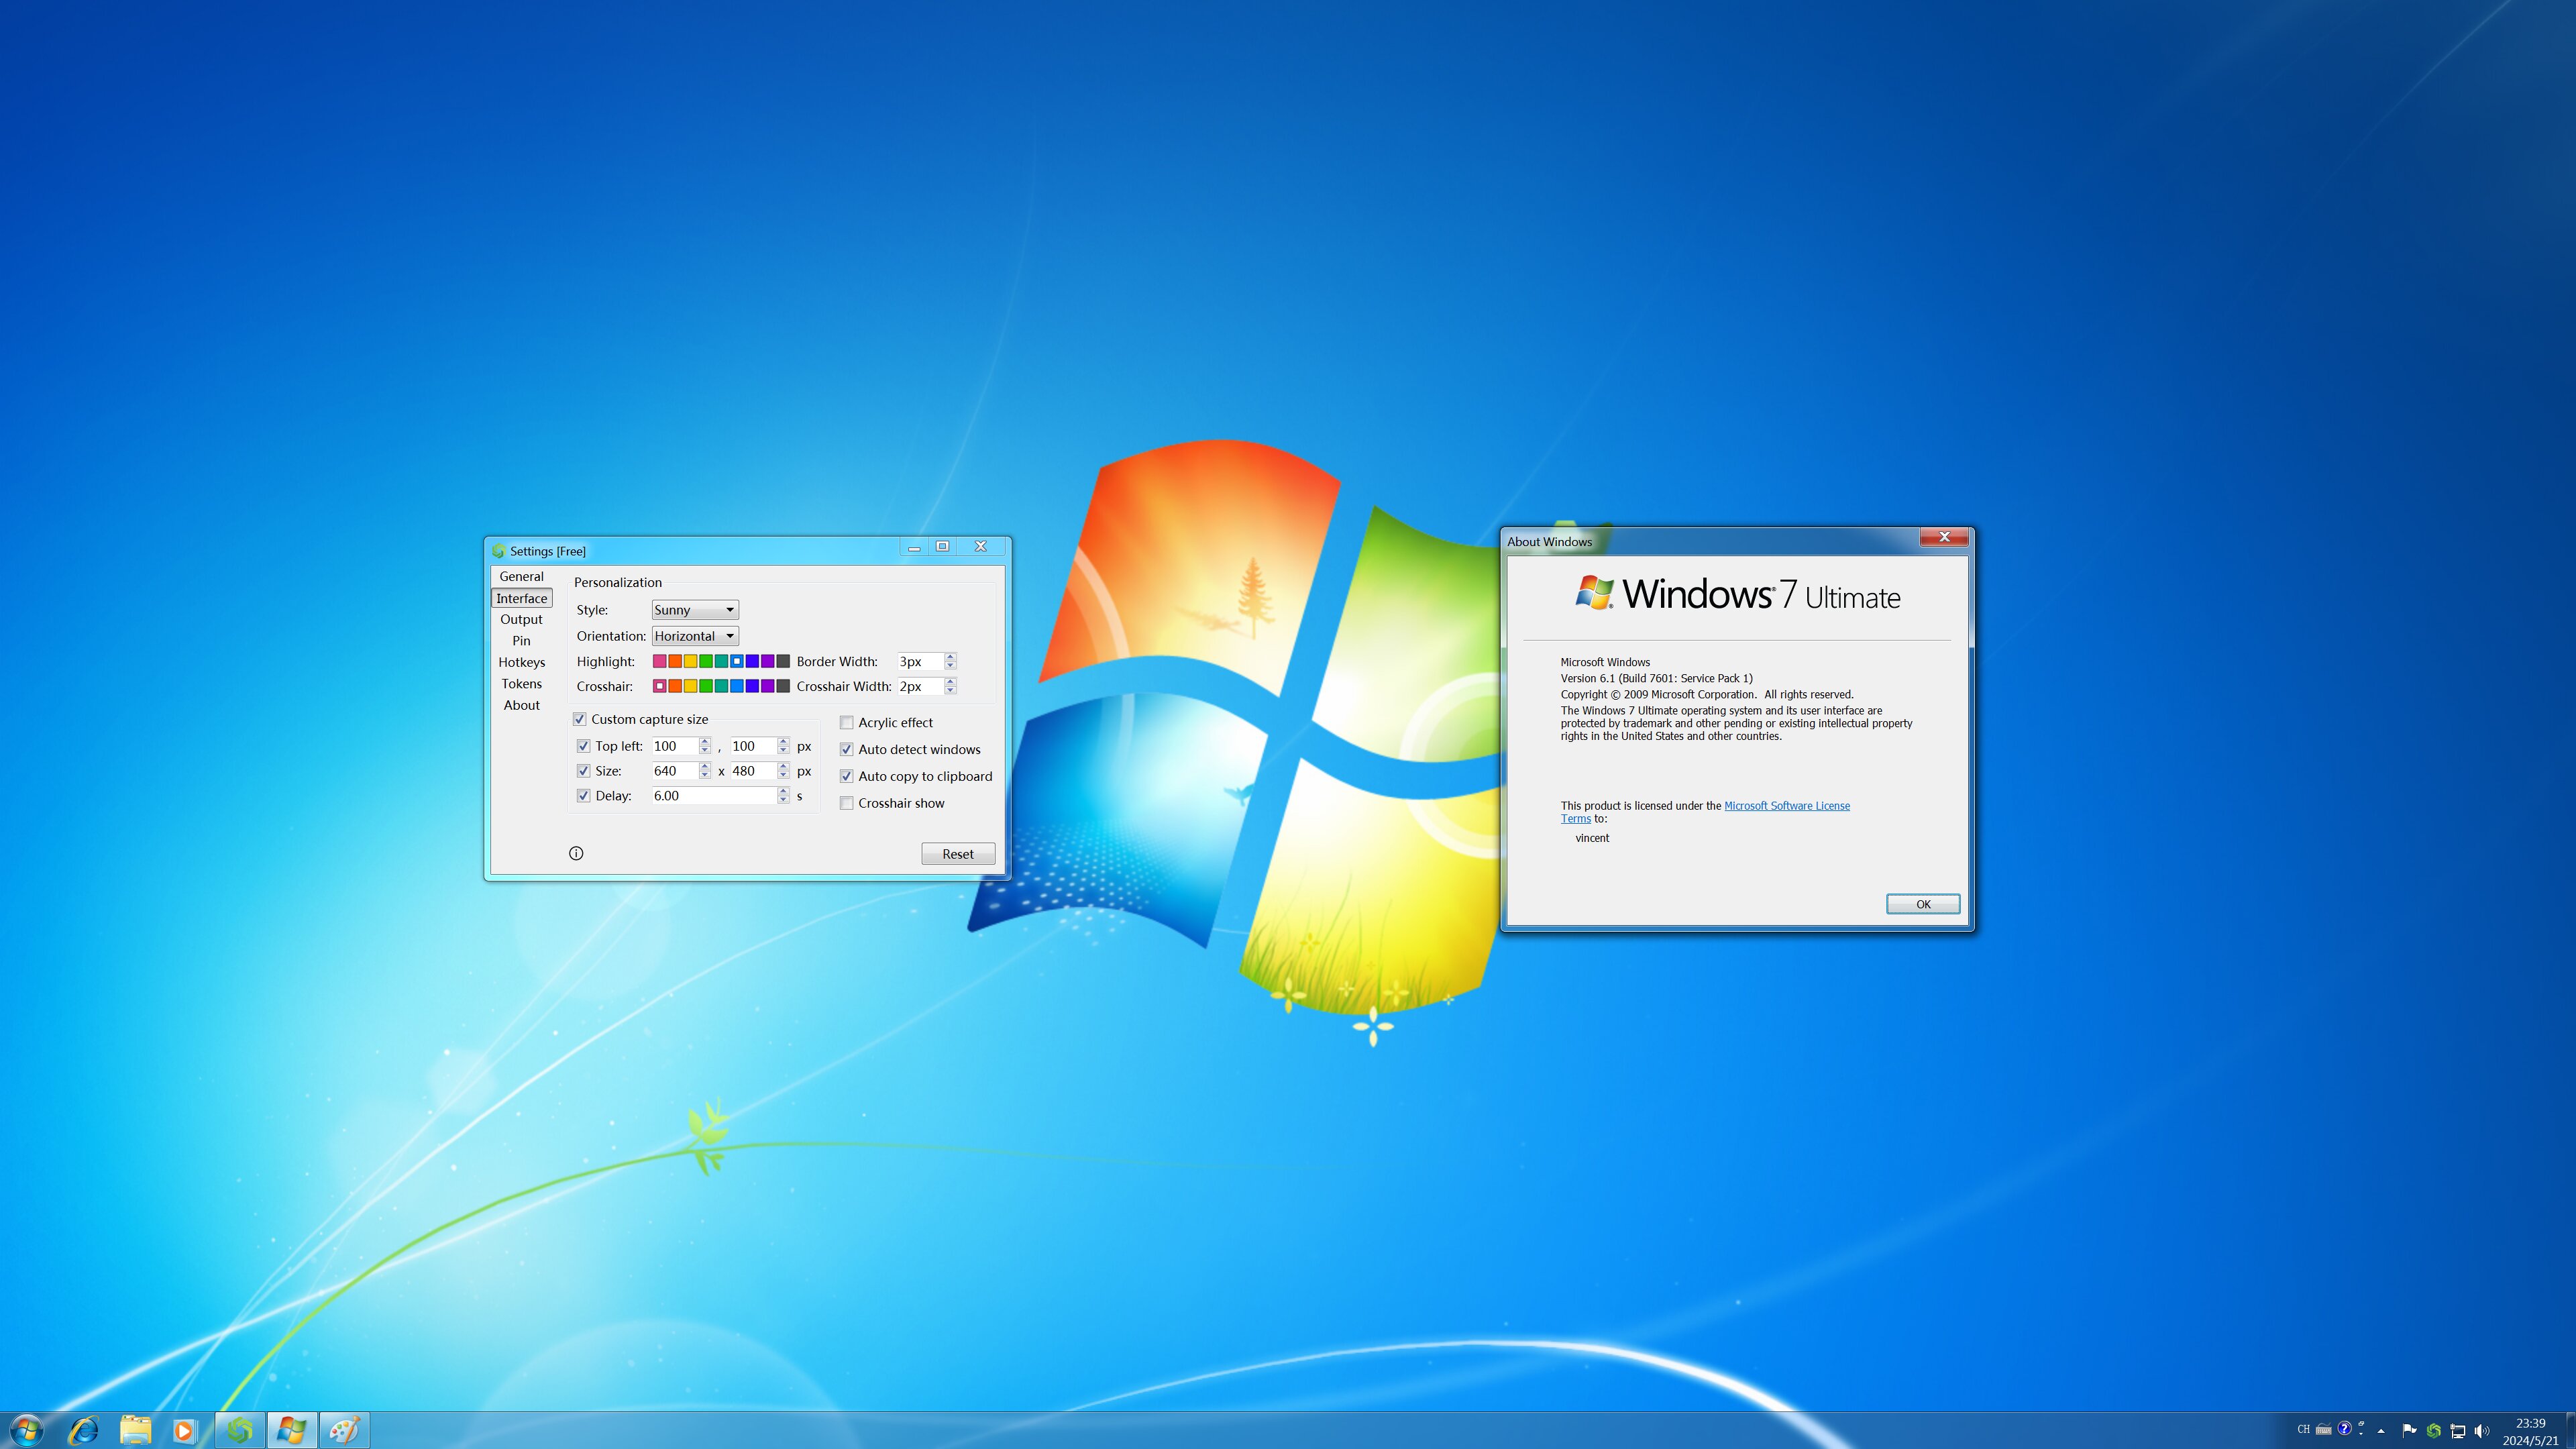 Settings [Free]
General
Interface
Output
Pin
Hotkeys
Tokens
About
Personalization
Style: Sunny
Orientation: Horizontal
Highlight: Border Width: 3px
Crosshair: Crosshair Width: 2px
Custom capture size
Top left: 100 , 100 px
Size: 640 x 480 px
Delay: 6.00 s
Acrylic effect
Auto detect windows
Auto copy to clipboard
Crosshair show
Reset
About Windows
Windows 7 Ultimate
Microsoft Windows
Version 6.1 (Build 7601: Service Pack 1)
Copyright © 2009 Microsoft Corporation. All rights reserved.
The Windows 7 Ultimate operating system and its user interface are
protected by trademark and other pending or existing intellectual property
rights in the United States and other countries.
This product is licensed under the Microsoft Software License
Terms to:
vincent
OK
CH
23:39
2024/5/21